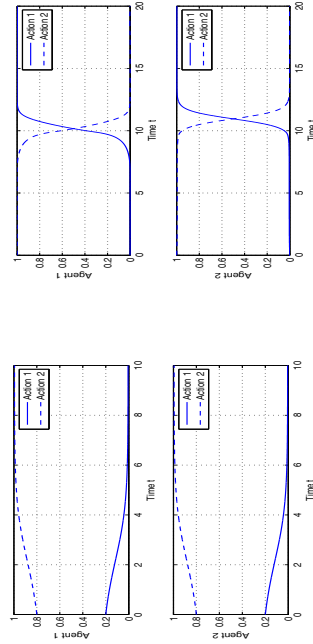 Agent 1
1
0.8
0.6
0.4
0.2
0
Action 1
Action 2
0 2 4 6 8 10
Time t
Agent 1
1
0.8
0.6
0.4
0.2
0
Action 1
Action 2
0 5 10 15 20
Time t
Agent 2
1
0.8
0.6
0.4
0.2
0
Action 1
Action 2
0 2 4 6 8 10
Time t
Agent 2
1
0.8
0.6
0.4
0.2
0
Action 1
Action 2
0 5 10 15 20
Time t